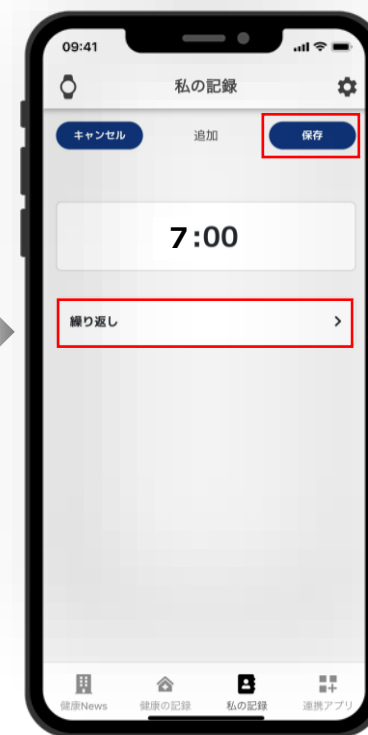 09:41
私の記録
キャンセル 追加 保存
7:00
繰り返し
健康News 健康の記録 私の記録 連携アプリ